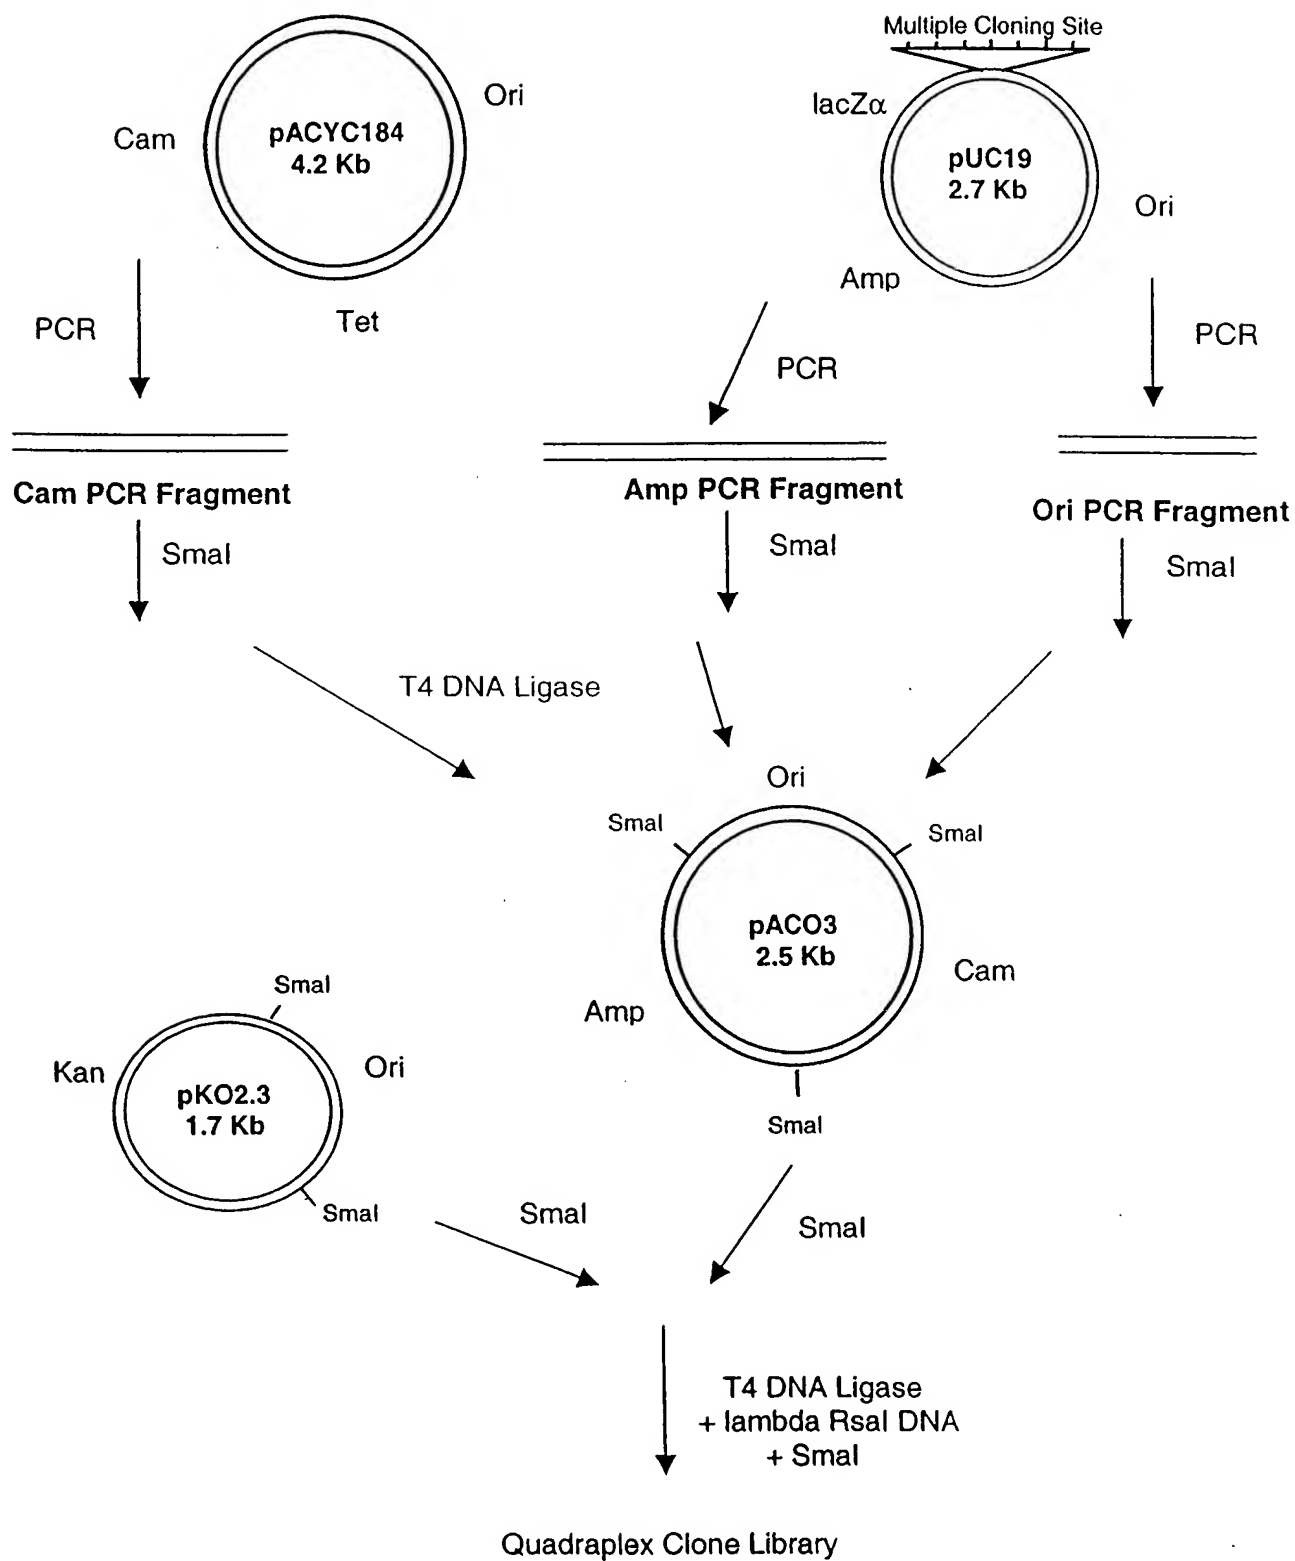 Multiple Cloning Site
Ori
lacZα
Cam
pACYC184
4.2 Kb
pUC19
2.7 Kb
Ori
Amp
Tet
PCR
PCR
PCR
Cam PCR Fragment
Amp PCR Fragment
Ori PCR Fragment
SmaI
SmaI
SmaI
T4 DNA Ligase
Ori
SmaI
SmaI
pACO3
2.5 Kb
Cam
Amp
SmaI
SmaI
Kan
Ori
pKO2.3
1.7 Kb
SmaI
SmaI
SmaI
T4 DNA Ligase
+ lambda RsaI DNA
+ SmaI
Quadraplex Clone Library